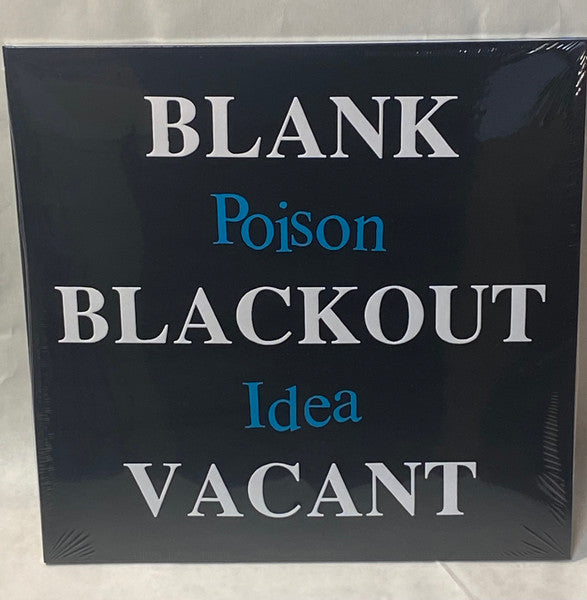 BLANK
Poison
BLACKOUT
Idea
VACANT